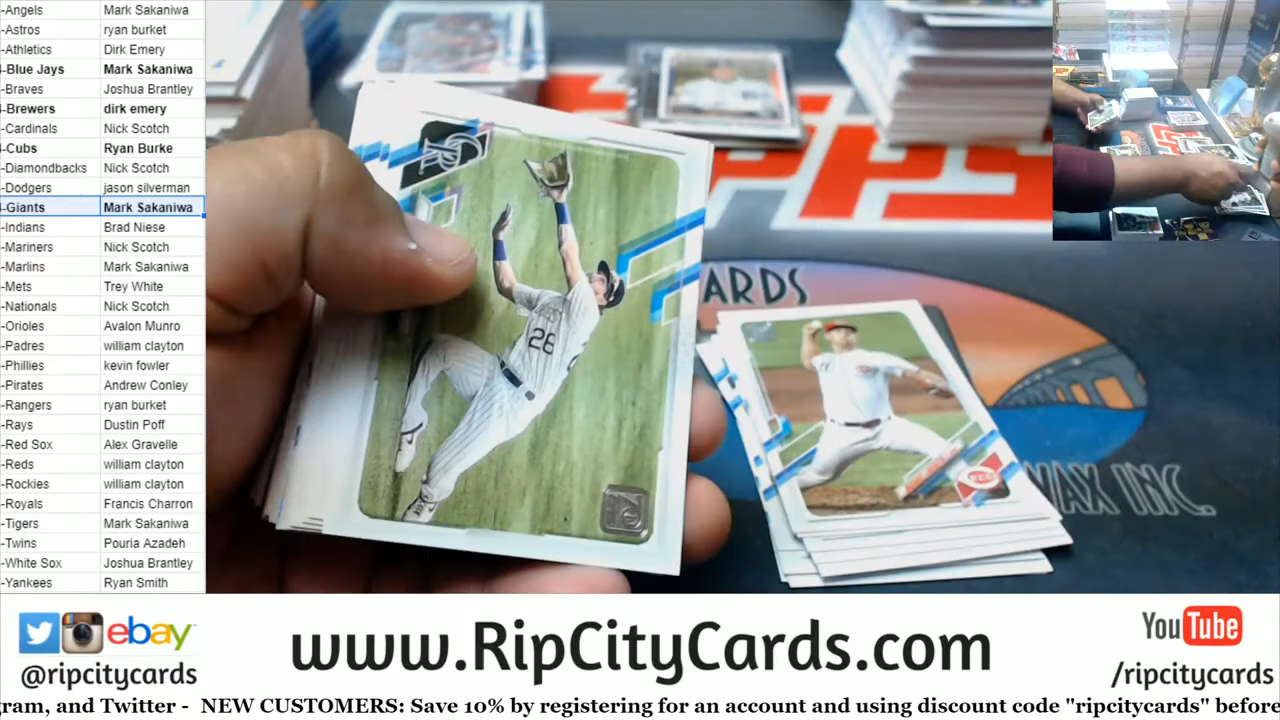 -Angels Mark Sakaniwa
-Astros ryan burket
-Athletics Dirk Emery
-Blue Jays Mark Sakaniwa
-Braves Joshua Brantley
-Brewers dirk emery
-Cardinals Nick Scotch
-Cubs Ryan Burke
-Diamondbacks Nick Scotch
-Dodgers jason silverman
-Giants Mark Sakaniwa
-Indians Brad Niese
-Mariners Nick Scotch
-Marlins Mark Sakaniwa
-Mets Trey White
-Nationals Nick Scotch
-Orioles Avalon Munro
-Padres william clayton
-Phillies kevin fowler
-Pirates Andrew Conley
-Rangers ryan burket
-Rays Dustin Poff
-Red Sox Alex Gravelle
-Reds william clayton
-Rockies william clayton
-Royals Francis Charron
-Tigers Mark Sakaniwa
-Twins Pouria Azadeh
-White Sox Joshua Brantley
-Yankees Ryan Smith
28
ARDS
WAX INC.
ebay
@ripcitycards
www.RipCityCards.com
YouTube
/ripcitycards
gram, and Twitter - NEW CUSTOMERS: Save 10% by registering for an account and using discount code "ripcitycards" before